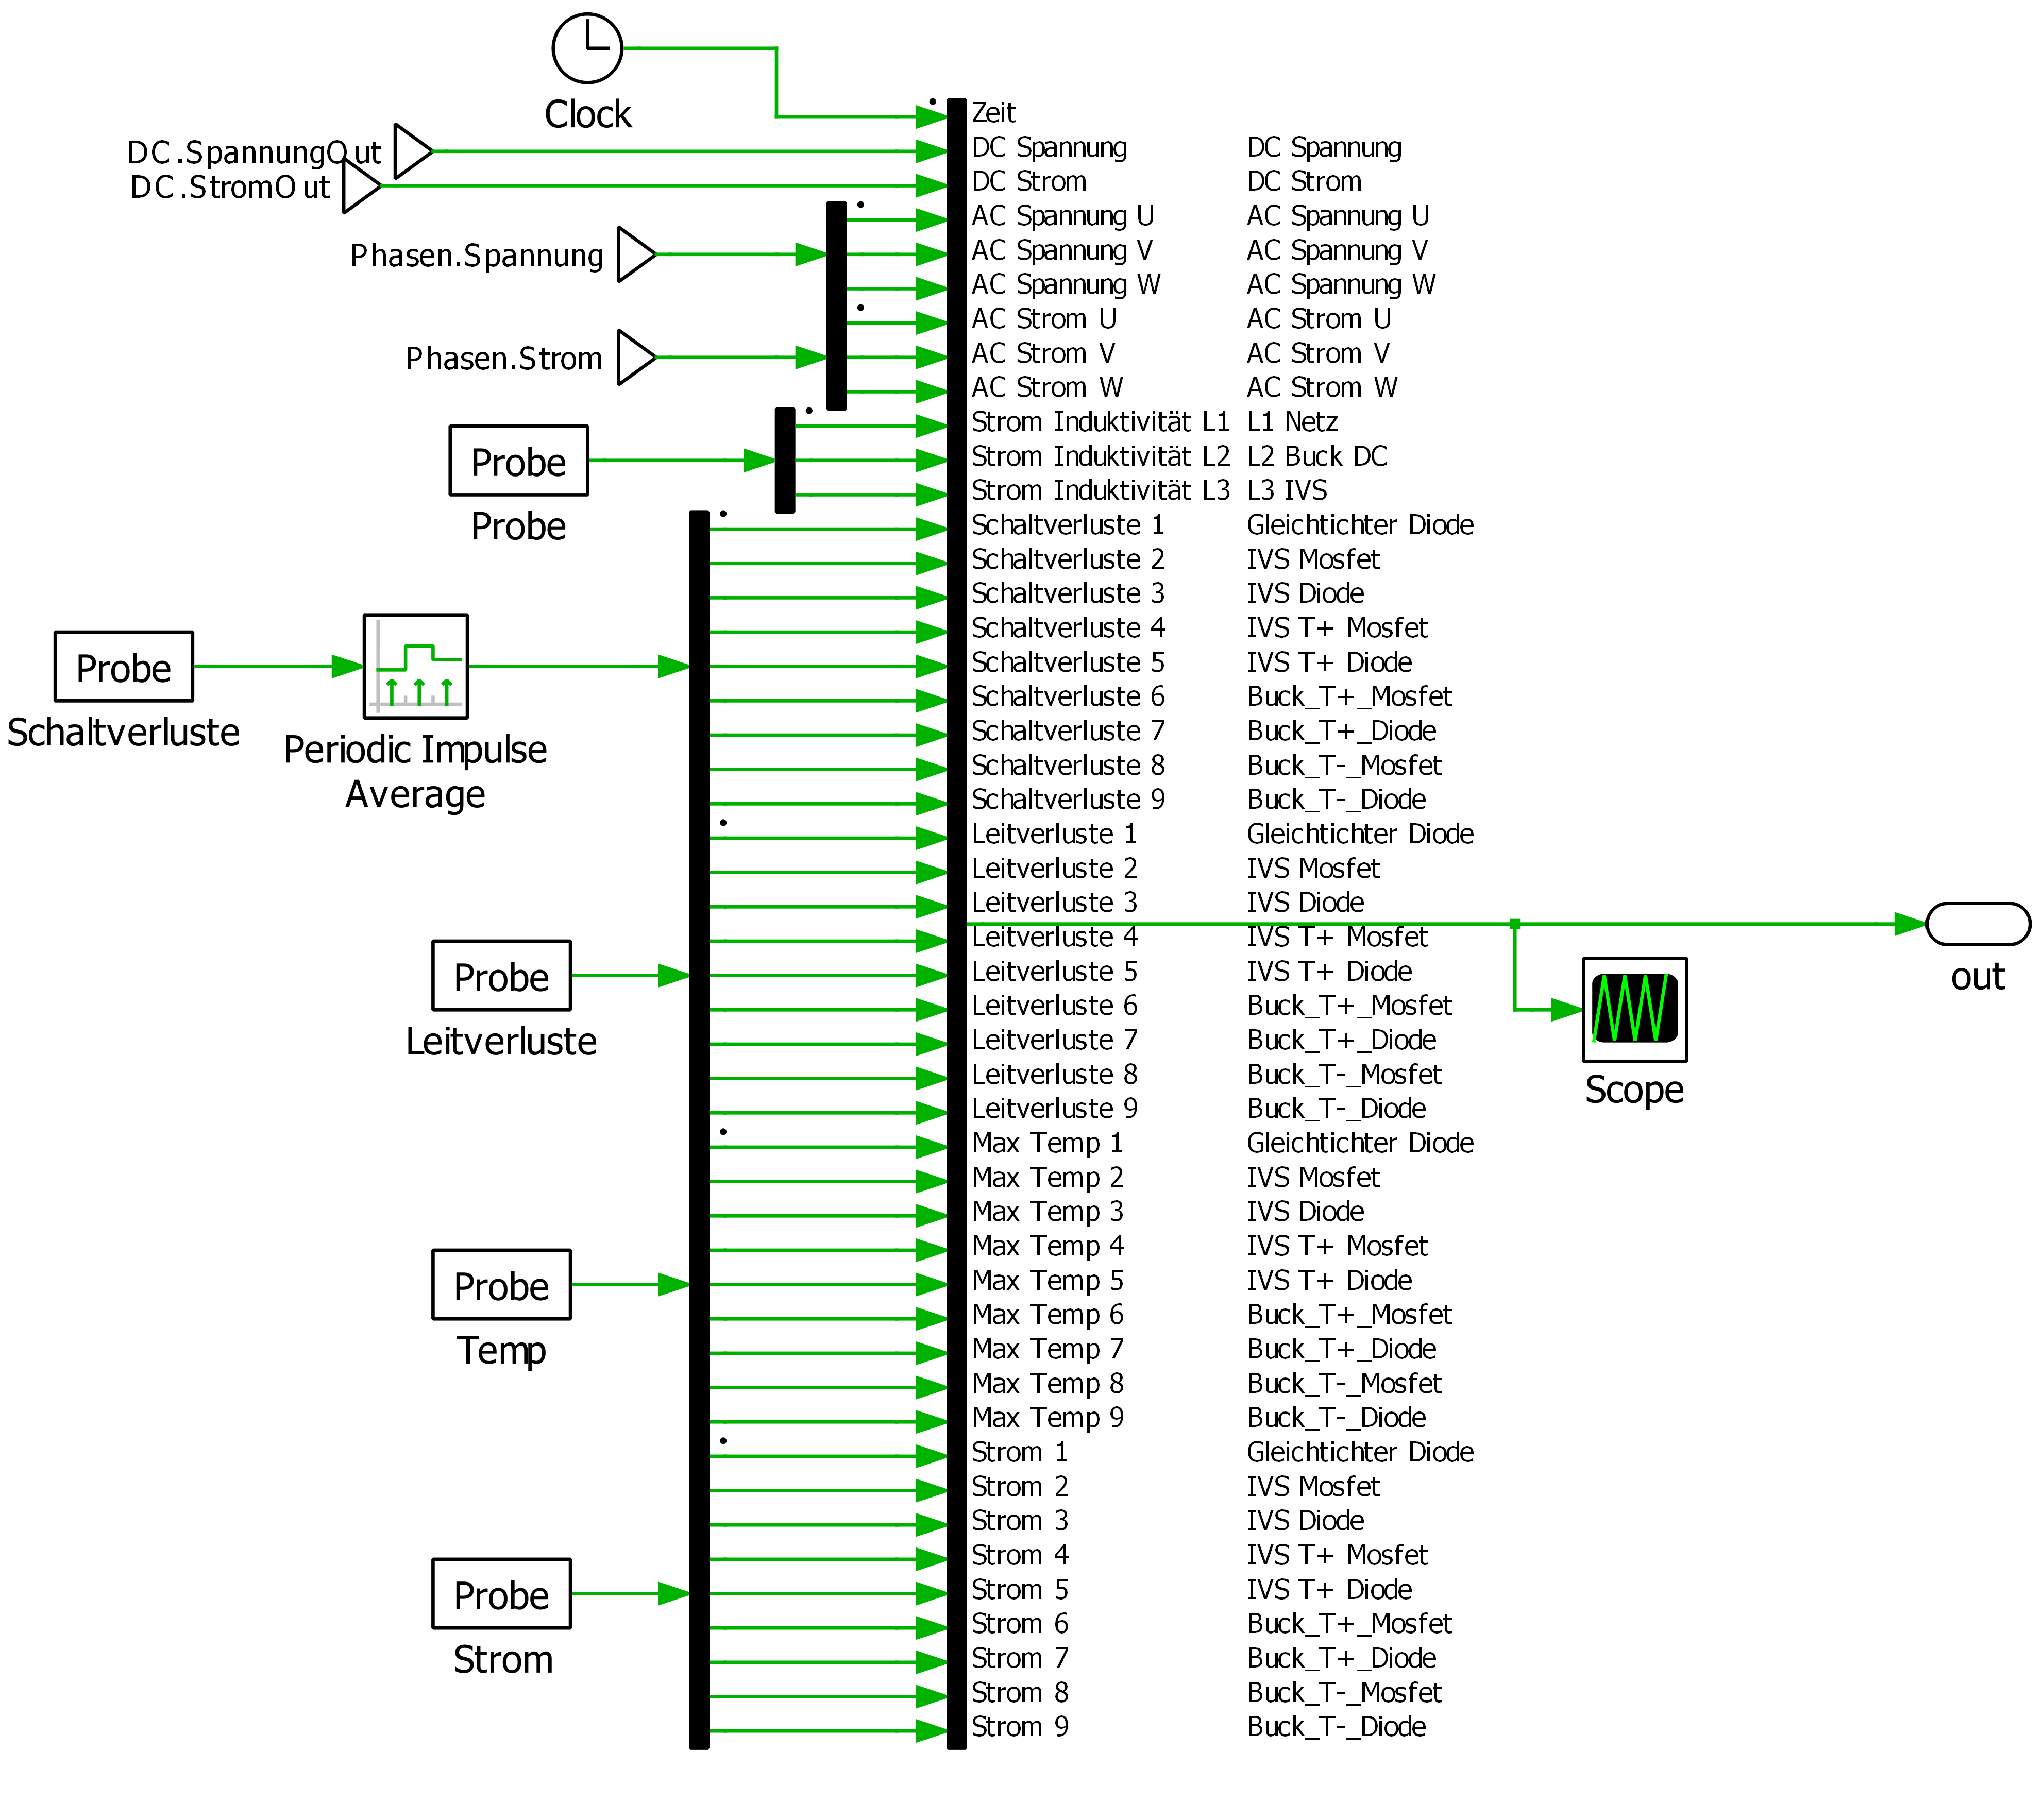 Clock
DC.SpannungOut
DC.StromOut
Phasen.Spannung
Phasen.Strom
Probe
Probe
Probe
Schaltverluste
Periodic Impulse
Average
Probe
Leitverluste
Probe
Temp
Probe
Strom
Zeit
DC Spannung DC Spannung
DC Strom DC Strom
AC Spannung U AC Spannung U
AC Spannung V AC Spannung V
AC Spannung W AC Spannung W
AC Strom U AC Strom U
AC Strom V AC Strom V
AC Strom W AC Strom W
Strom Induktivität L1 L1 Netz
Strom Induktivität L2 L2 Buck DC
Strom Induktivität L3 L3 IVS
Schaltverluste 1 Gleichtichter Diode
Schaltverluste 2 IVS Mosfet
Schaltverluste 3 IVS Diode
Schaltverluste 4 IVS T+ Mosfet
Schaltverluste 5 IVS T+ Diode
Schaltverluste 6 Buck_T+_Mosfet
Schaltverluste 7 Buck_T+_Diode
Schaltverluste 8 Buck_T-_Mosfet
Schaltverluste 9 Buck_T-_Diode
Leitverluste 1 Gleichtichter Diode
Leitverluste 2 IVS Mosfet
Leitverluste 3 IVS Diode
Leitverluste 4 IVS T+ Mosfet
Leitverluste 5 IVS T+ Diode
Leitverluste 6 Buck_T+_Mosfet
Leitverluste 7 Buck_T+_Diode
Leitverluste 8 Buck_T-_Mosfet
Leitverluste 9 Buck_T-_Diode
Max Temp 1 Gleichtichter Diode
Max Temp 2 IVS Mosfet
Max Temp 3 IVS Diode
Max Temp 4 IVS T+ Mosfet
Max Temp 5 IVS T+ Diode
Max Temp 6 Buck_T+_Mosfet
Max Temp 7 Buck_T+_Diode
Max Temp 8 Buck_T-_Mosfet
Max Temp 9 Buck_T-_Diode
Strom 1 Gleichtichter Diode
Strom 2 IVS Mosfet
Strom 3 IVS Diode
Strom 4 IVS T+ Mosfet
Strom 5 IVS T+ Diode
Strom 6 Buck_T+_Mosfet
Strom 7 Buck_T+_Diode
Strom 8 Buck_T-_Mosfet
Strom 9 Buck_T-_Diode
out
Scope